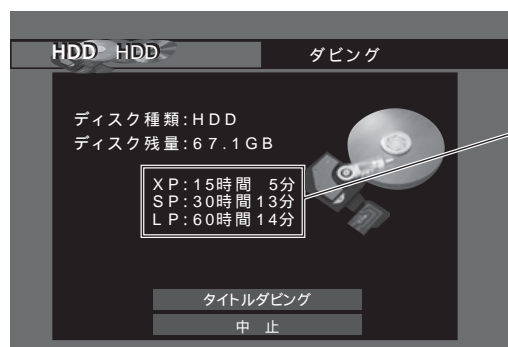 HDD HDD ダビング
ディスク種類:HDD
ディスク残量:67.1GB
XP:15時間 5分
SP:30時間13分
LP:60時間14分
タイトルダビング
中 止